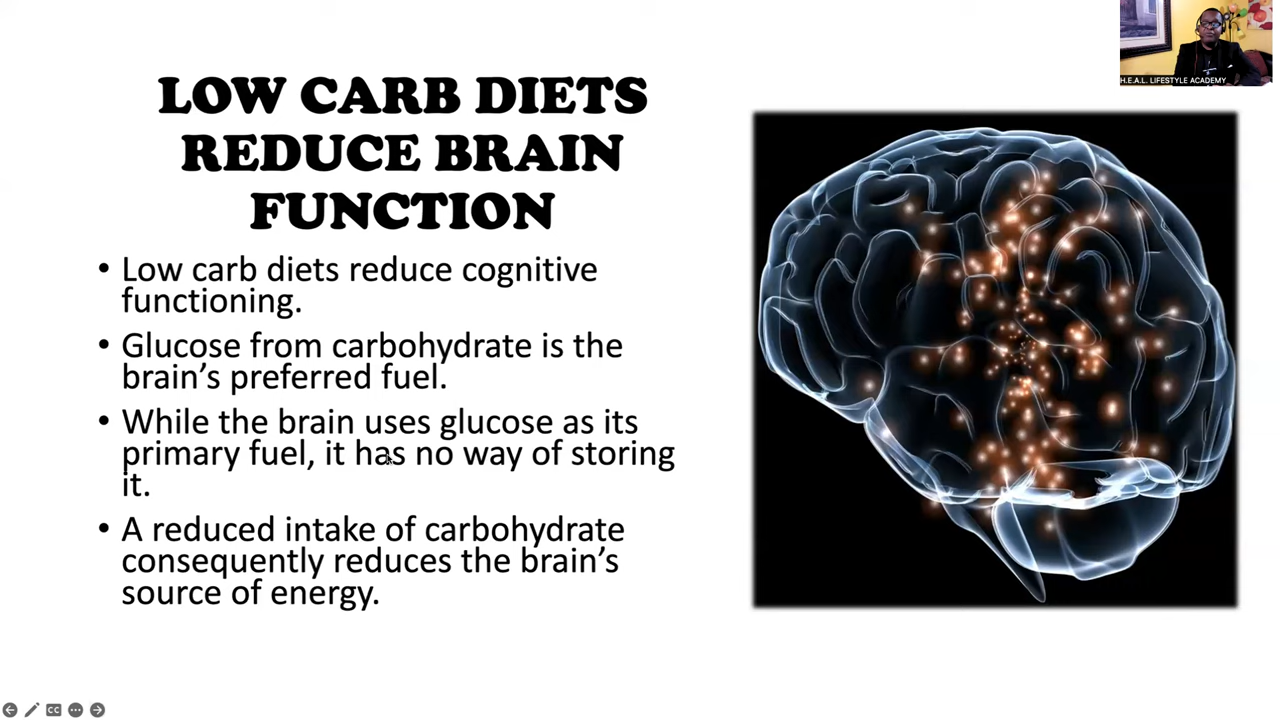 H.E.A.L. LIFESTYLE ACADEMY
LOW CARB DIETS
REDUCE BRAIN
FUNCTION
• Low carb diets reduce cognitive
functioning.
• Glucose from carbohydrate is the
brain’s preferred fuel.
• While the brain uses glucose as its
primary fuel, it has no way of storing
it.
• A reduced intake of carbohydrate
consequently reduces the brain’s
source of energy.
CC